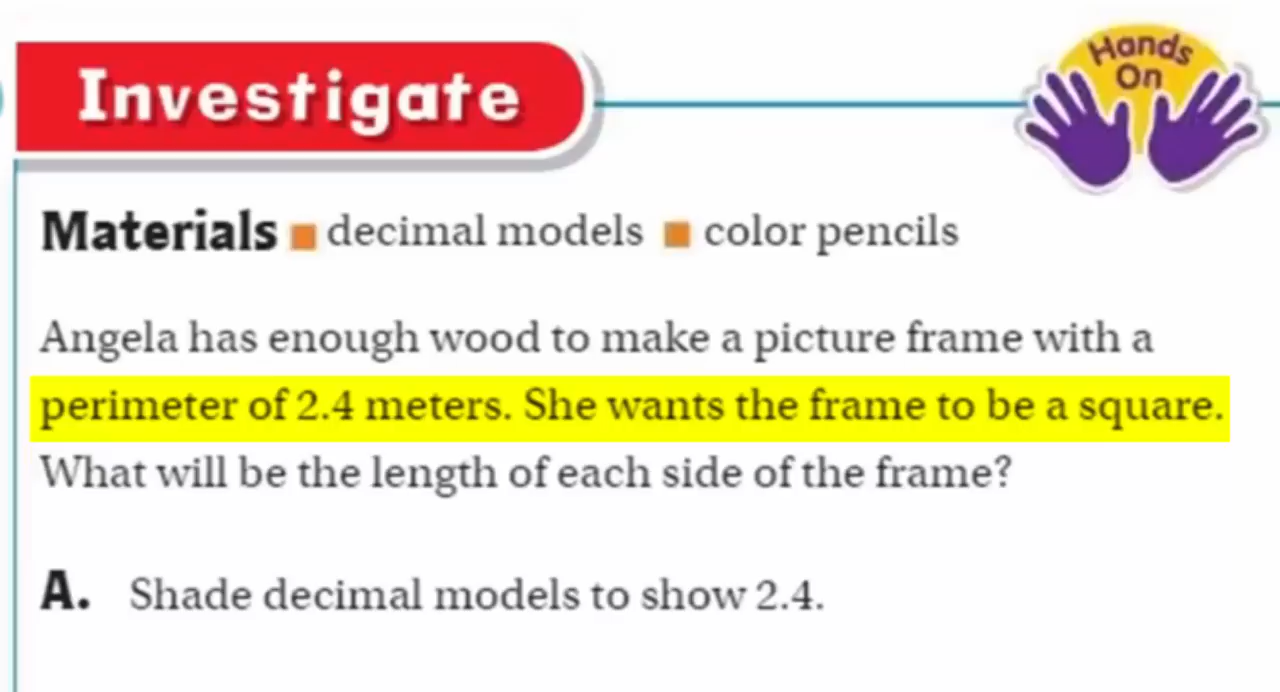 Investigate
Hands
On
Materials ■ decimal models ■ color pencils
Angela has enough wood to make a picture frame with a
perimeter of 2.4 meters. She wants the frame to be a square.
What will be the length of each side of the frame?
A. Shade decimal models to show 2.4.